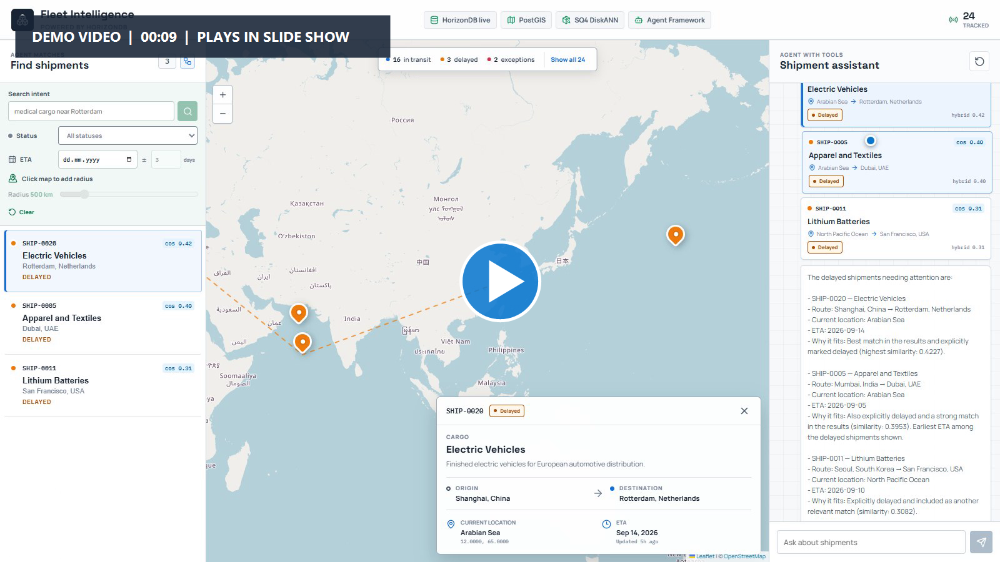 Fleet Intelligence
DEMO VIDEO | 00:09 | PLAYS IN SLIDE SHOW
HorizonDB live
PostGIS
SQ4 DiskANN
Agent Framework
24
TRACKED
Find shipments
3
Search intent
medical cargo near Rotterdam
Status
All statuses
ETA
dd.mm.yyyy
±
3
days
Click map to add radius
Radius 500 km
Clear
SHIP-0020
cos 0.42
Electric Vehicles
Rotterdam, Netherlands
DELAYED
SHIP-0005
cos 0.40
Apparel and Textiles
Dubai, UAE
DELAYED
SHIP-0011
cos 0.31
Lithium Batteries
San Francisco, USA
DELAYED
16 in transit
3 delayed
2 exceptions
Show all 24
+
−
Россия
Қазақстан
Монгол
улс
Oʻzbekiston
中国
日本
افغانستان
العراق
ایران
پاکستان
السعودية
عمان
India
မြန်မာ
اليمن
Việt Nam
ประเทศไทย
Philippines
Soomaaliya
الصومال
Malaysia
SHIP-0020
Delayed
CARGO
Electric Vehicles
Finished electric vehicles for European automotive distribution.
ORIGIN
Shanghai, China
DESTINATION
Rotterdam, Netherlands
CURRENT LOCATION
Arabian Sea
12.0000, 65.0000
ETA
Sep 14, 2026
Updated 5h ago
Leaflet | © OpenStreetMap
AGENT WITH TOOLS
Shipment assistant
Electric Vehicles
Arabian Sea → Rotterdam, Netherlands
Delayed
hybrid 0.42
SHIP-0005
cos 0.40
Apparel and Textiles
Arabian Sea → Dubai, UAE
Delayed
hybrid 0.40
SHIP-0011
cos 0.31
Lithium Batteries
North Pacific Ocean → San Francisco, USA
Delayed
hybrid 0.31
The delayed shipments needing attention are:
- SHIP-0020 — Electric Vehicles
- Route: Shanghai, China → Rotterdam, Netherlands
- Current location: Arabian Sea
- ETA: 2026-09-14
- Why it fits: Best match in the results and explicitly
marked delayed (highest similarity: 0.4227).
- SHIP-0005 — Apparel and Textiles
- Route: Mumbai, India → Dubai, UAE
- Current location: Arabian Sea
- ETA: 2026-09-05
- Why it fits: Also explicitly delayed and a strong match
in the results (similarity: 0.3953). Earliest ETA among
the delayed shipments shown.
- SHIP-0011 — Lithium Batteries
- Route: Seoul, South Korea → San Francisco, USA
- Current location: North Pacific Ocean
- ETA: 2026-09-10
- Why it fits: Explicitly delayed and included as another
relevant match (similarity: 0.3082).
Ask about shipments